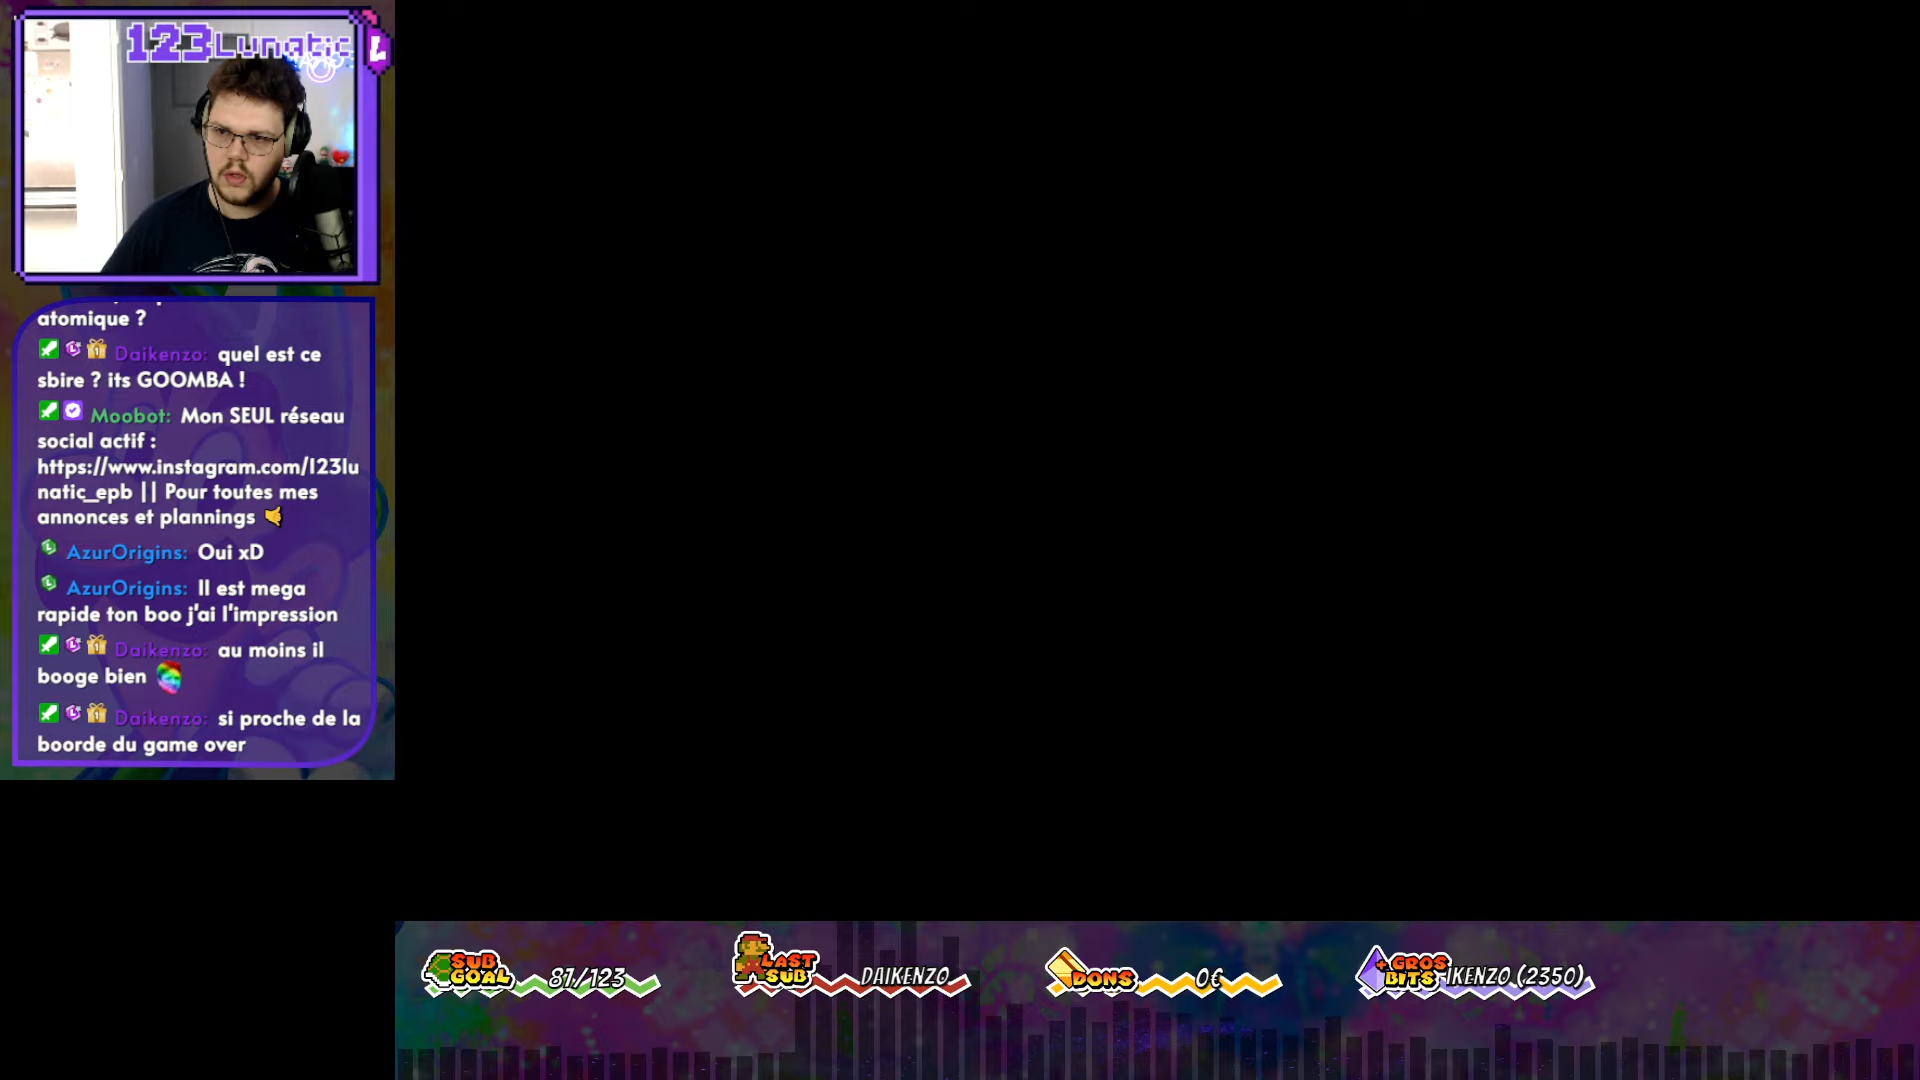 123Lunatic
L
atomique ?
Daikenzo: quel est ce
sbire ? its GOOMBA !
Moobot: Mon SEUL réseau
social actif :
https://www.instagram.com/123lu
natic_epb || Pour toutes mes
annonces et plannings
AzurOrigins: Oui xD
AzurOrigins: Il est mega
rapide ton boo j'ai l'impression
Daikenzo: au moins il
booge bien
Daikenzo: si proche de la
boorde du game over
SUB GOAL 87/123
LAST SUB DAIKENZO
DONS 0€
+ GROS BITS IKENZO (2350)